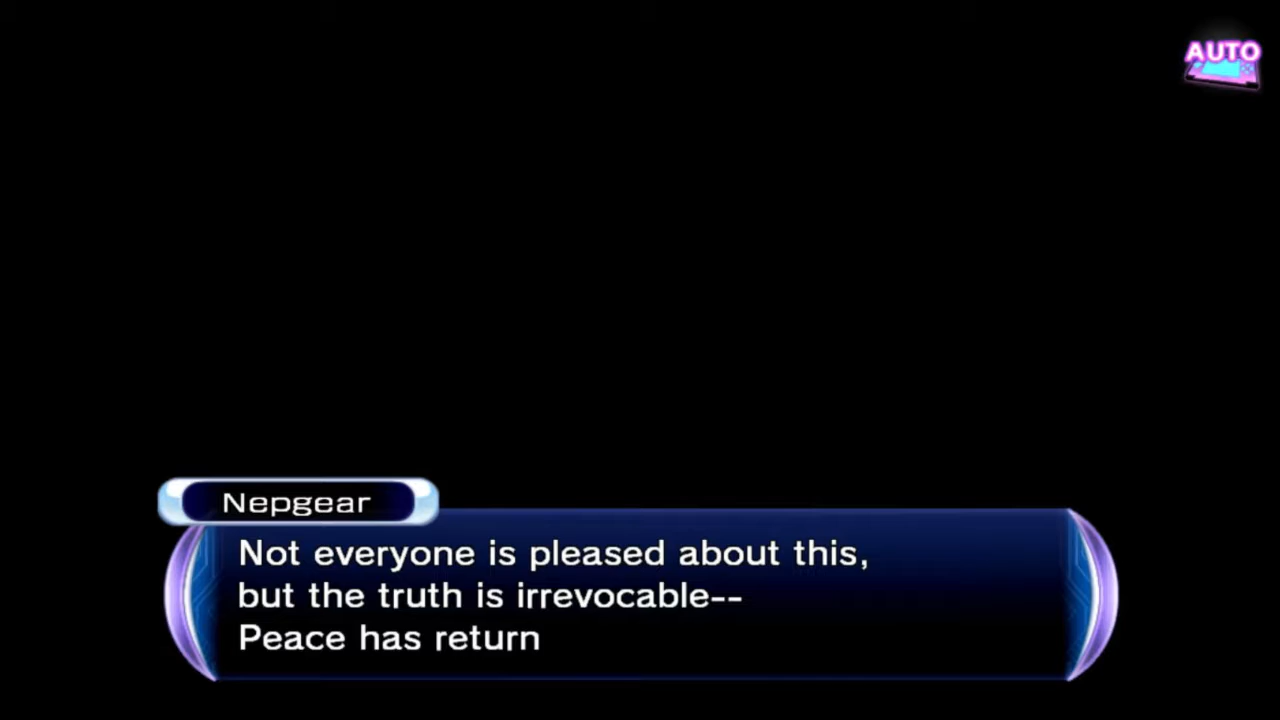 AUTO
Nepgear
Not everyone is pleased about this,
but the truth is irrevocable--
Peace has return